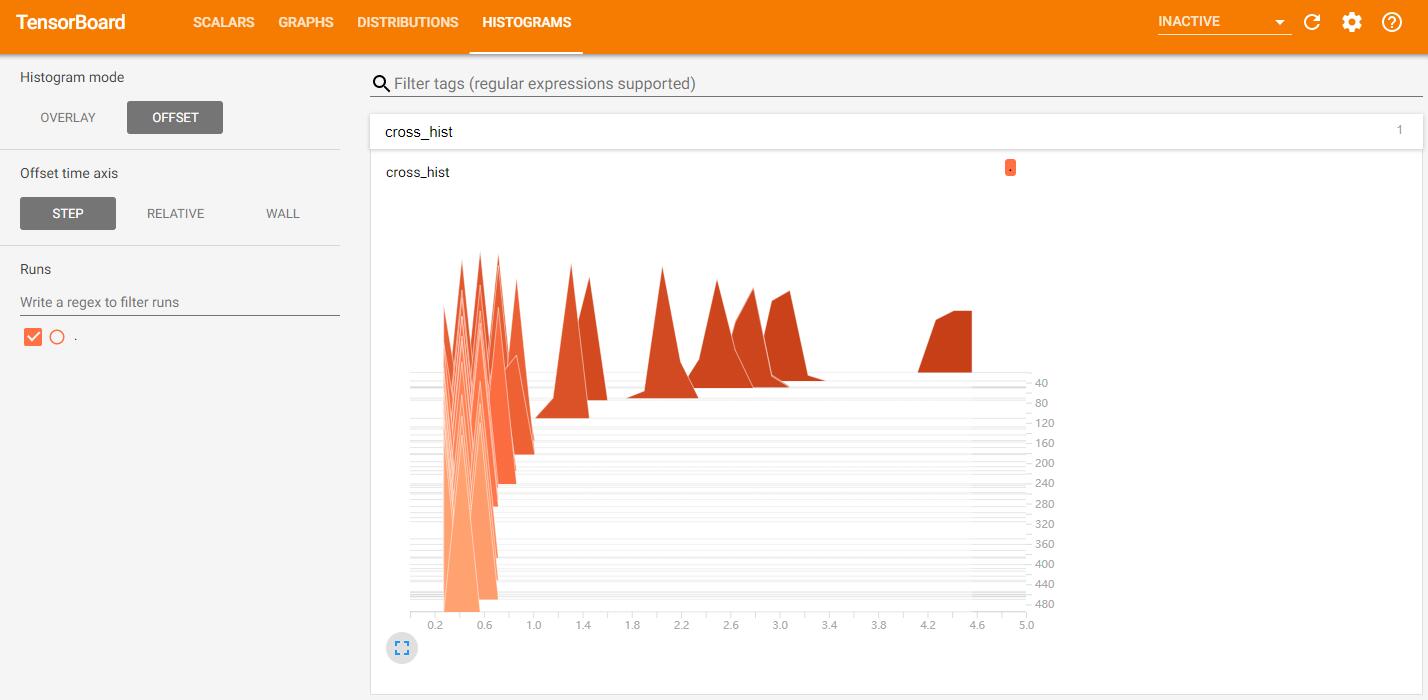 TensorBoard SCALARS GRAPHS DISTRIBUTIONS HISTOGRAMS INACTIVE
Histogram mode
OVERLAY OFFSET
Offset time axis
STEP RELATIVE WALL
Runs
Write a regex to filter runs
.
Filter tags (regular expressions supported)
cross_hist 1
cross_hist .
40
80
120
160
200
240
280
320
360
400
440
480
0.2 0.6 1.0 1.4 1.8 2.2 2.6 3.0 3.4 3.8 4.2 4.6 5.0